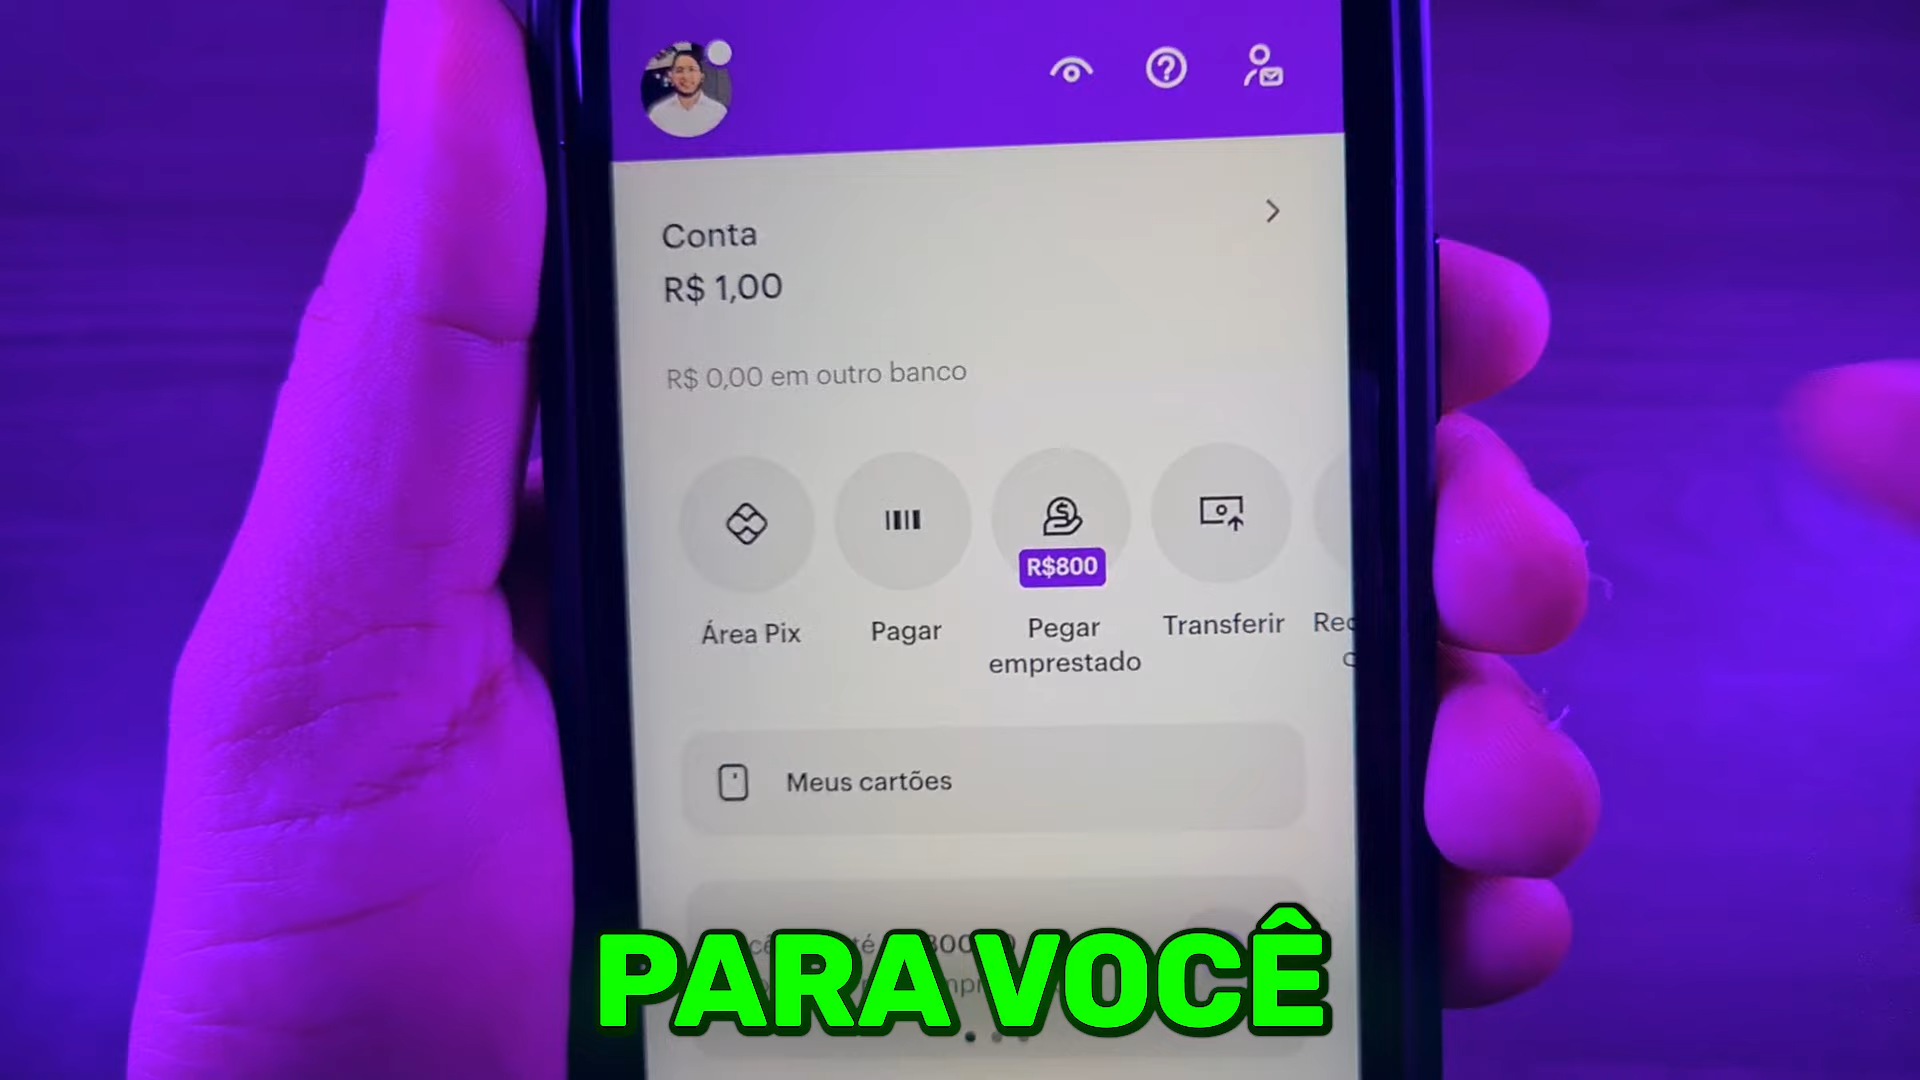 Conta
R$ 1,00
R$ 0,00 em outro banco
R$800
Área Pix
Pagar
Pegar
emprestado
Transferir
Meus cartões
PARA VOCÊ